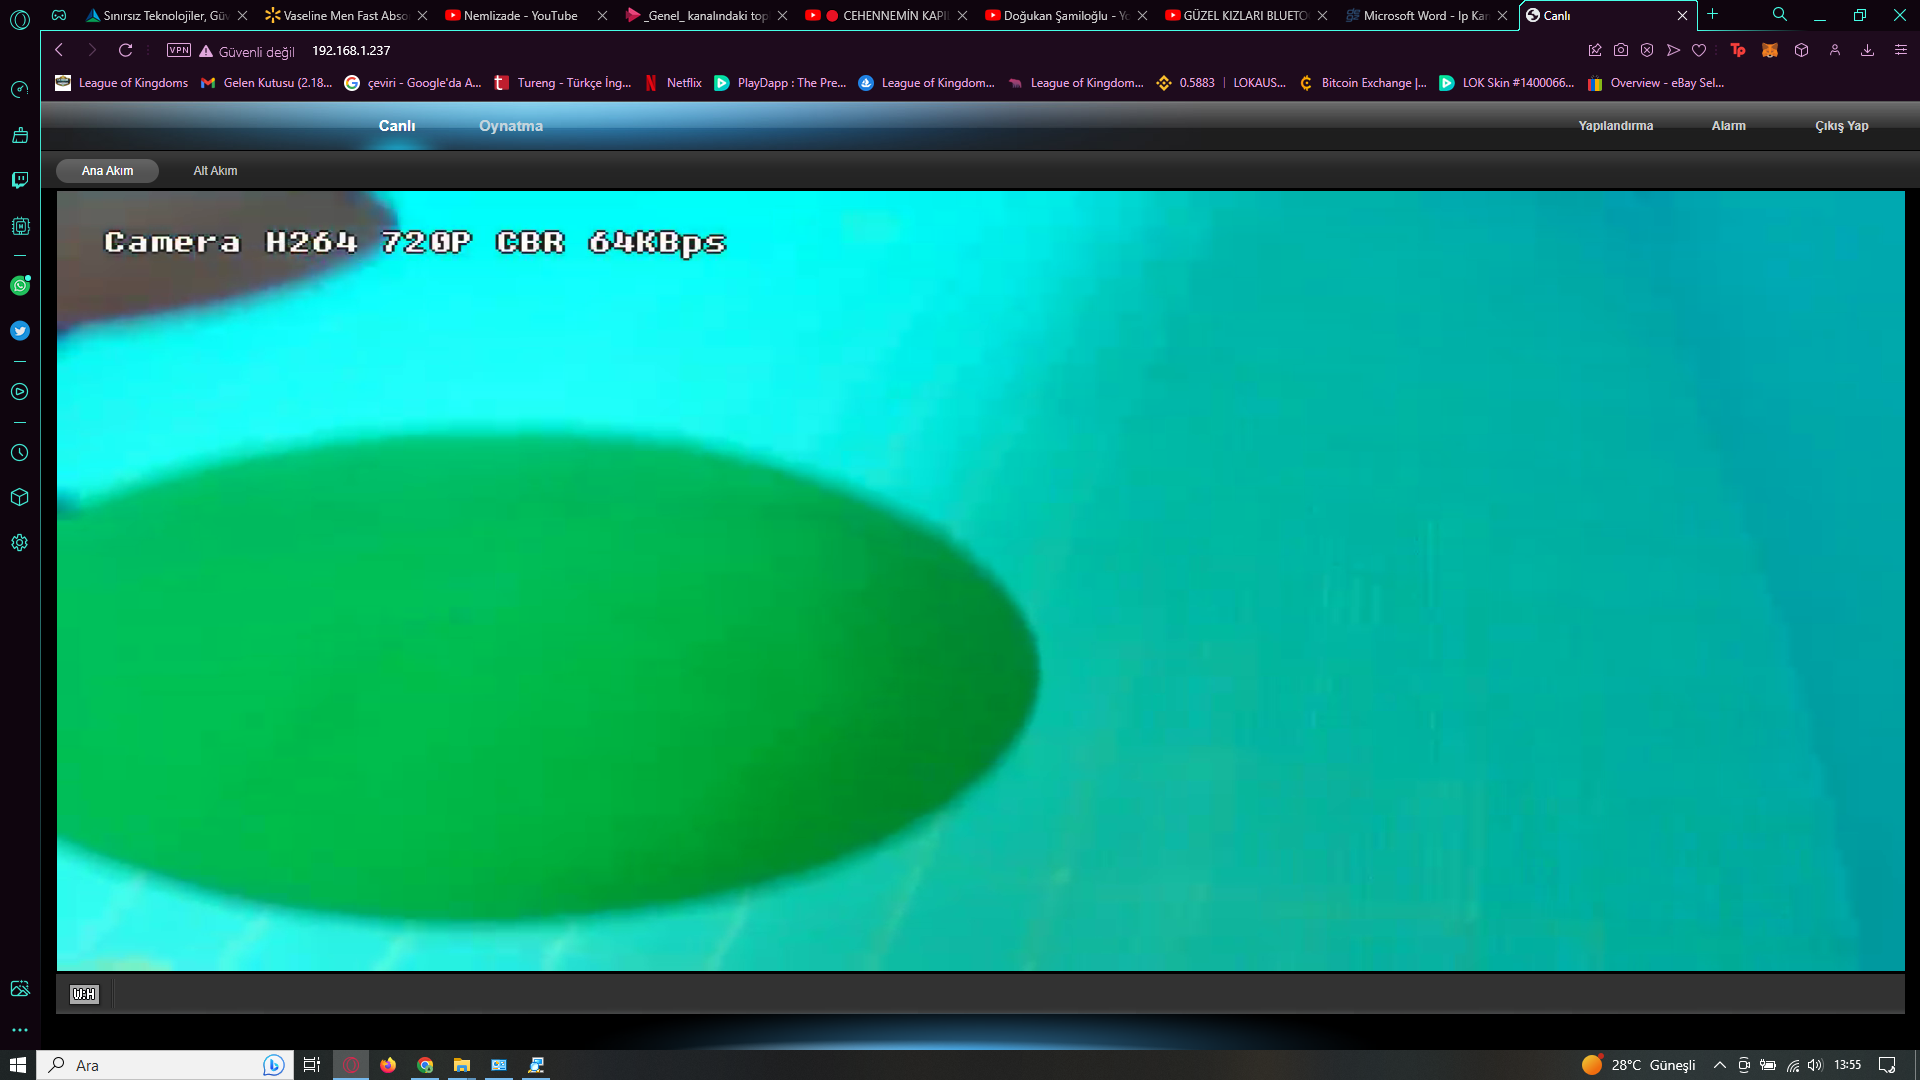 Sınırsız Teknolojiler, Gü
Vaseline Men Fast Abso
Nemlizade - YouTube
_Genel_ kanalındaki top
CEHENNEMİN KAPI
Doğukan Şamiloğlu - Yo
GÜZEL KIZLARI BLUETO
Microsoft Word - Ip Kar
Canlı
VPN
Güvenli değil
192.168.1.237
Tp
League of Kingdoms
Gelen Kutusu (2.18...
çeviri - Google'da A...
Tureng - Türkçe İng...
Netflix
PlayDapp : The Pre...
League of Kingdom...
League of Kingdom...
0.5883 | LOKAUS...
Bitcoin Exchange |...
LOK Skin #1400066...
Overview - eBay Sel...
Canlı
Oynatma
Yapılandırma
Alarm
Çıkış Yap
Ana Akım
Alt Akım
Camera H264 720P CBR 64KBps
W:H
Ara
28°C Güneşli
13:55